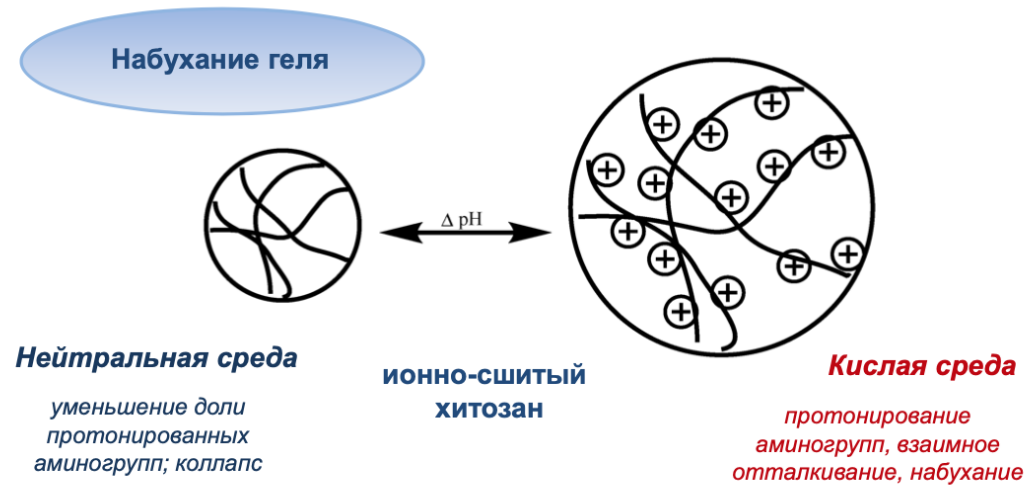 Набухание геля
Δ pH
Нейтральная среда
уменьшение доли
протонированных
аминогрупп; коллапс
ионно-сшитый
хитозан
Кислая среда
протонирование
аминогрупп, взаимное
отталкивание, набухание